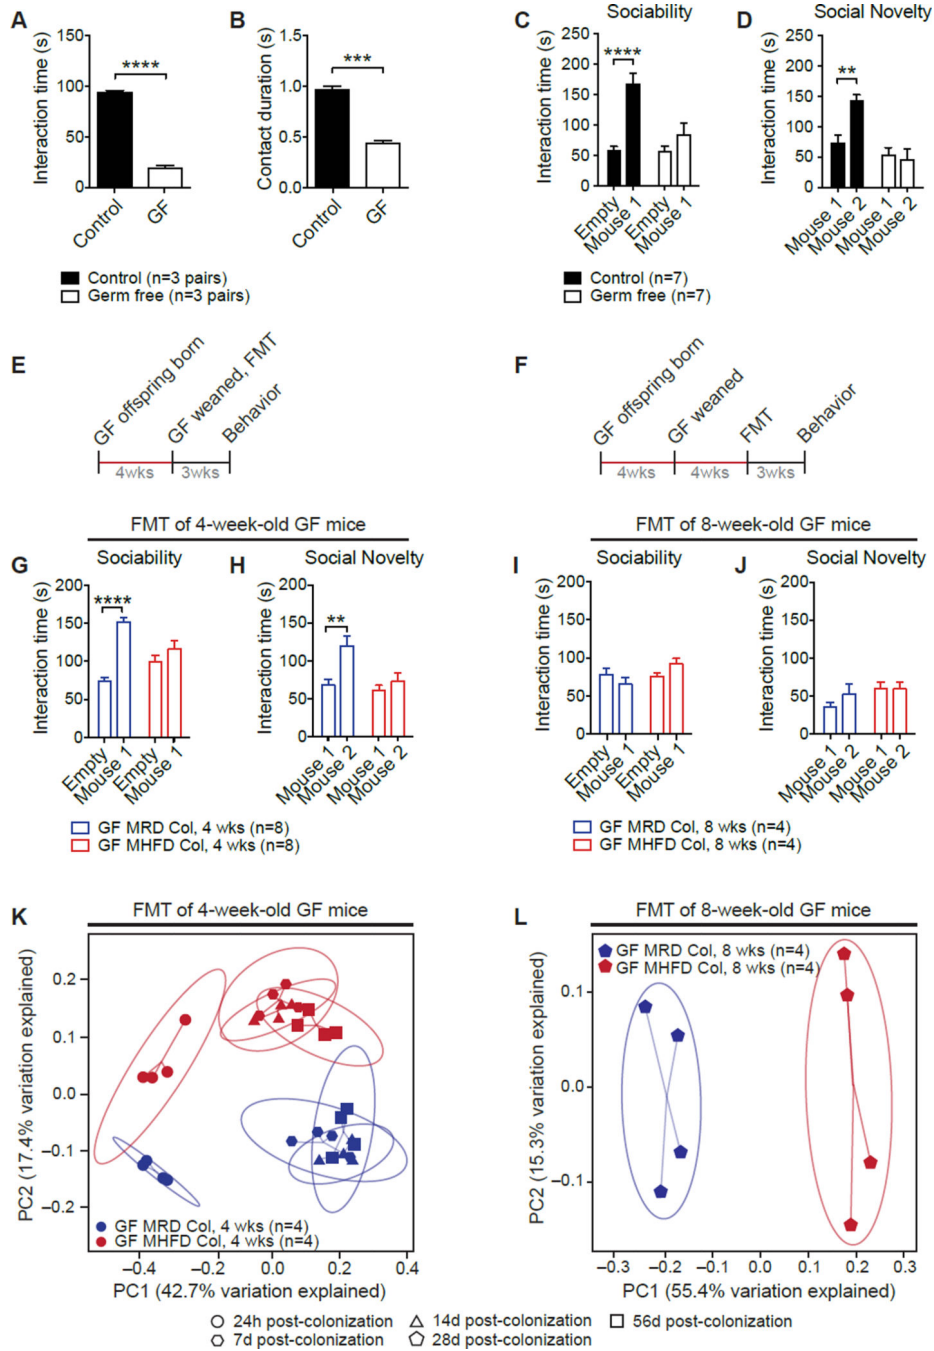 A
B
C
Sociability
D
Social Novelty
Interaction time (s)
150
100
50
0
****
Control
GF
Contact duration (s)
1.5
1.0
0.5
0.0
***
Control
GF
Interaction time (s)
250
200
150
100
50
0
****
Empty
Mouse 1
Empty
Mouse 1
Interaction time (s)
250
200
150
100
50
0
**
Mouse 1
Mouse 2
Mouse 1
Mouse 2
Control (n=3 pairs)
Germ free (n=3 pairs)
Control (n=7)
Germ free (n=7)
E
GF offspring born
GF weaned, FMT
Behavior
4wks
3wks
F
GF offspring born
GF weaned
FMT
Behavior
4wks
4wks
3wks
FMT of 4-week-old GF mice
FMT of 8-week-old GF mice
G
Sociability
H
Social Novelty
I
Sociability
J
Social Novelty
Interaction time (s)
200
150
100
50
0
****
Empty
Mouse 1
Empty
Mouse 1
Interaction time (s)
200
150
100
50
0
**
Mouse 1
Mouse 2
Mouse 1
Mouse 2
Interaction time (s)
200
150
100
50
0
Empty
Mouse 1
Empty
Mouse 1
Interaction time (s)
200
150
100
50
0
Mouse 1
Mouse 2
Mouse 1
Mouse 2
GF MRD Col, 4 wks (n=8)
GF MHFD Col, 4 wks (n=8)
GF MRD Col, 8 wks (n=4)
GF MHFD Col, 8 wks (n=4)
K
FMT of 4-week-old GF mice
L
FMT of 8-week-old GF mice
PC2 (17.4% variation explained)
0.2
0.1
0.0
–0.1
–0.2
GF MRD Col, 4 wks (n=4)
GF MHFD Col, 4 wks (n=4)
–0.4
–0.2
0.0
0.2
0.4
PC1 (42.7% variation explained)
PC2 (15.3% variation explained)
GF MRD Col, 8 wks (n=4)
GF MHFD Col, 8 wks (n=4)
0.1
0.0
–0.1
–0.3
–0.2
–0.1
0.0
0.1
0.2
0.3
PC1 (55.4% variation explained)
24h post-colonization
14d post-colonization
56d post-colonization
7d post-colonization
28d post-colonization